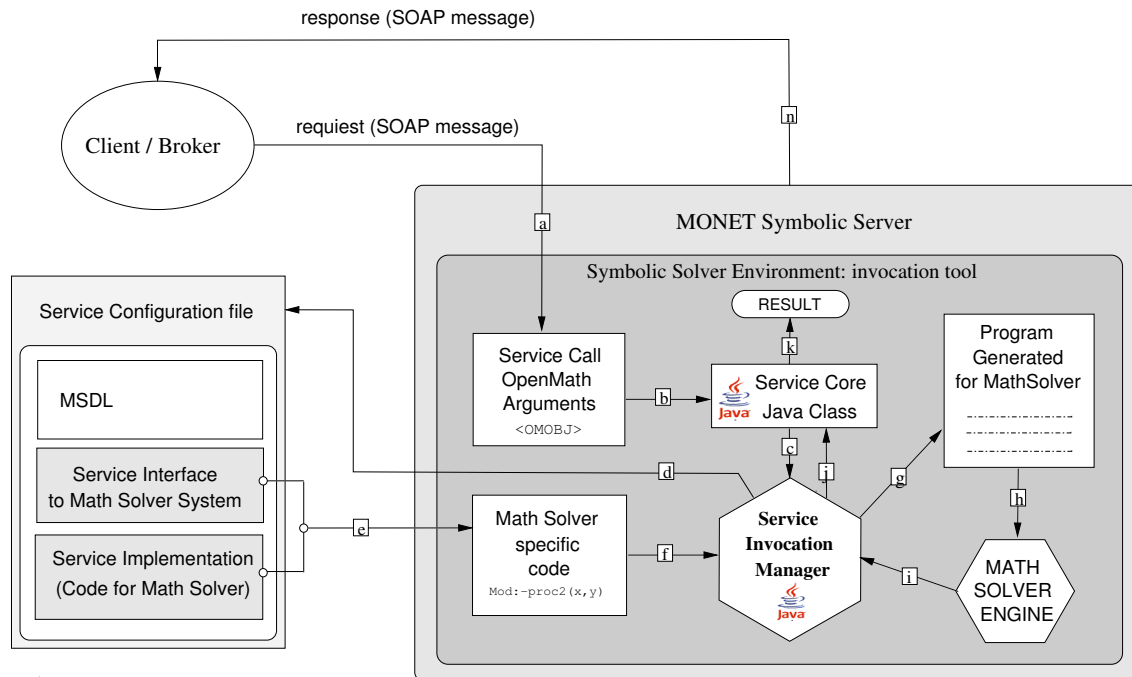 response (SOAP message)
Client / Broker
requiest (SOAP message)
n
a
MONET Symbolic Server
Symbolic Solver Environment: invocation tool
Service Configuration file
MSDL
Service Interface
to Math Solver System
Service Implementation
(Code for Math Solver)
RESULT
k
Service Call
OpenMath
Arguments
<OMOBJ>
b
Service Core
Java Class
Java
Program
Generated
for MathSolver
c
j
d
g
h
e
Math Solver
specific
code
Mod:-proc2(x,y)
f
Service
Invocation
Manager
Java
i
MATH
SOLVER
ENGINE